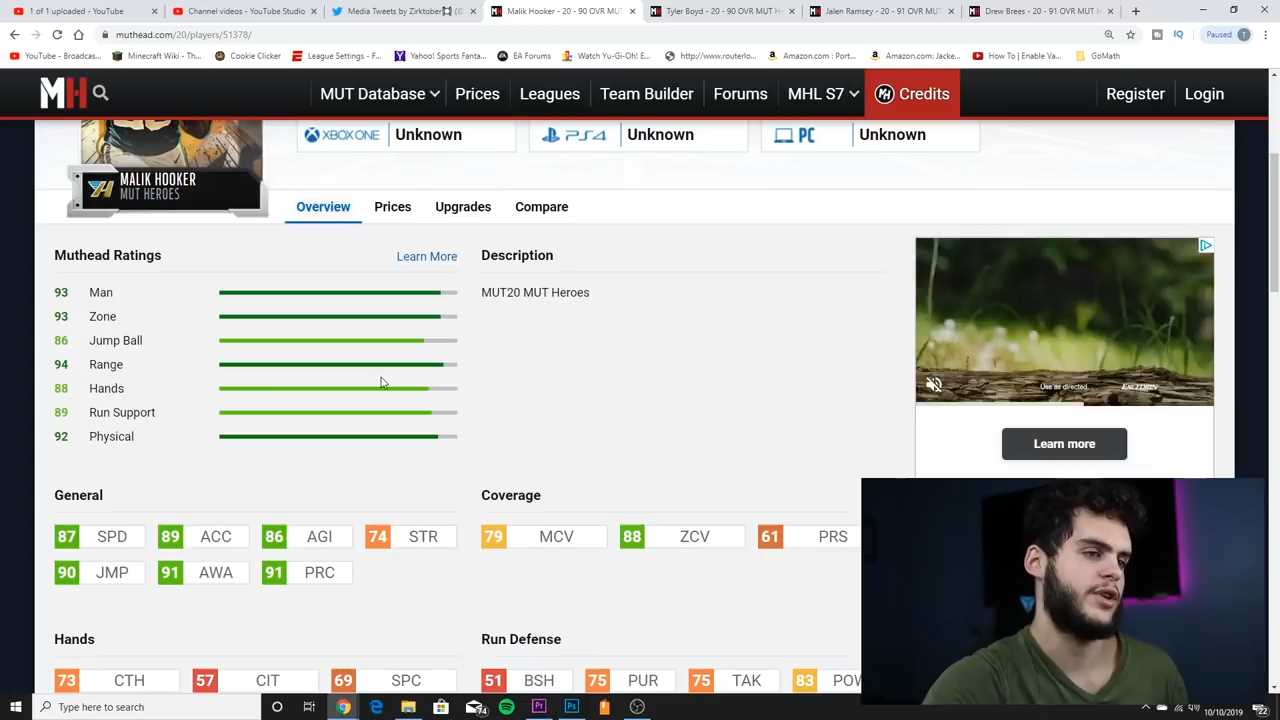 1 of 1 uploaded - YouTube
Channel videos - YouTube Studio
Media Tweets by Zirktober
Malik Hooker - 20 - 90 OVR MUT
Tyler Boyd - 20 - 90 OVR MUT He
Jalen Ramsey - 20 - 91 OVR MUT
Drew Brees - 20 - 91 OVR MUT H
muthead.com/20/players/51378/
Paused
T
YouTube - Broadcas...
Minecraft Wiki - Th...
Cookie Clicker
League Settings - F...
Yahoo! Sports Fanta...
EA Forums
Watch Yu-Gi-Oh! E...
http://www.routerlo...
Amazon.com : Port...
Amazon.com: Jacke...
How To | Enable Va...
GoMath
MH
MUT Database
Prices
Leagues
Team Builder
Forums
MHL S7
Credits
Register
Login
XBOX ONE
Unknown
PS4
Unknown
PC
Unknown
MALIK HOOKER
MUT HEROES
Overview
Prices
Upgrades
Compare
Muthead Ratings
Learn More
93 Man
93 Zone
86 Jump Ball
94 Range
88 Hands
89 Run Support
92 Physical
Description
MUT20 MUT Heroes
Use as directed.
Learn more
General
87 SPD
89 ACC
86 AGI
74 STR
90 JMP
91 AWA
91 PRC
Coverage
79 MCV
88 ZCV
61 PRS
Hands
73 CTH
57 CIT
69 SPC
Run Defense
51 BSH
75 PUR
75 TAK
83 POW
Type here to search
74
10/10/2019
22